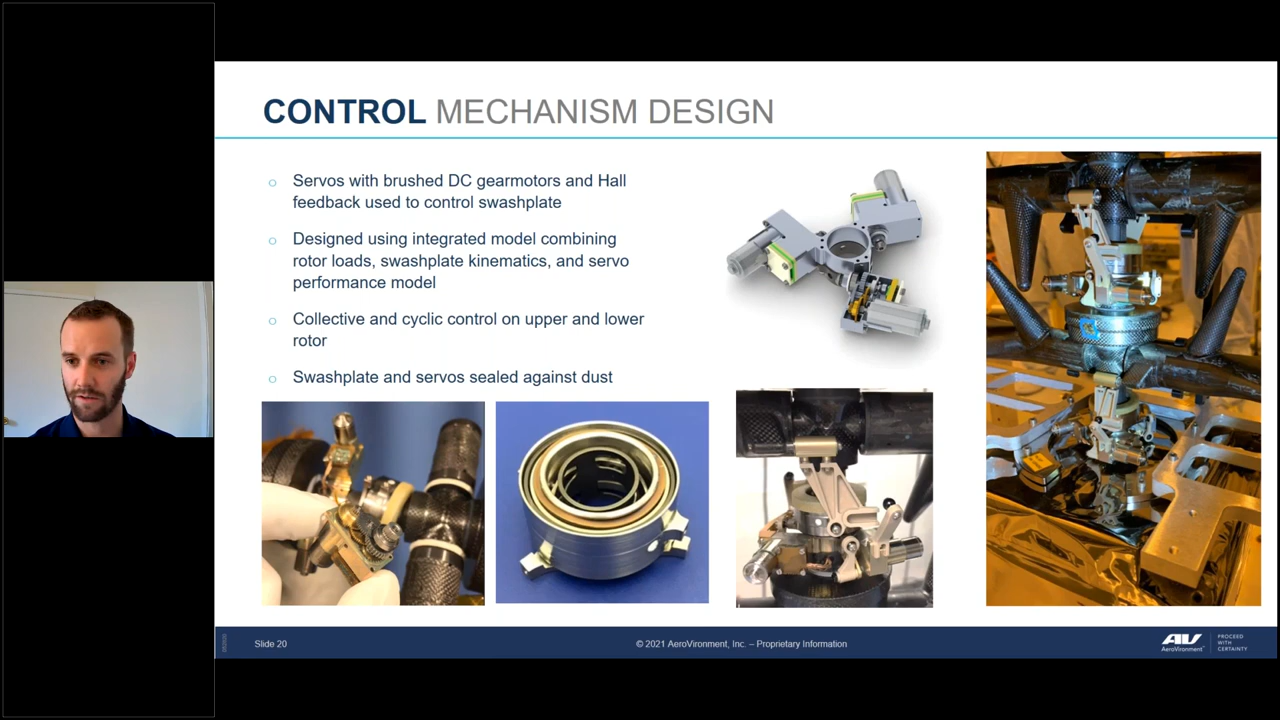 CONTROL MECHANISM DESIGN
Servos with brushed DC gearmotors and Hall
feedback used to control swashplate
Designed using integrated model combining
rotor loads, swashplate kinematics, and servo
performance model
Collective and cyclic control on upper and lower
rotor
Swashplate and servos sealed against dust
Slide 20
© 2021 AeroVironment, Inc. – Proprietary Information
AeroVironment
PROCEED
WITH
CERTAINTY